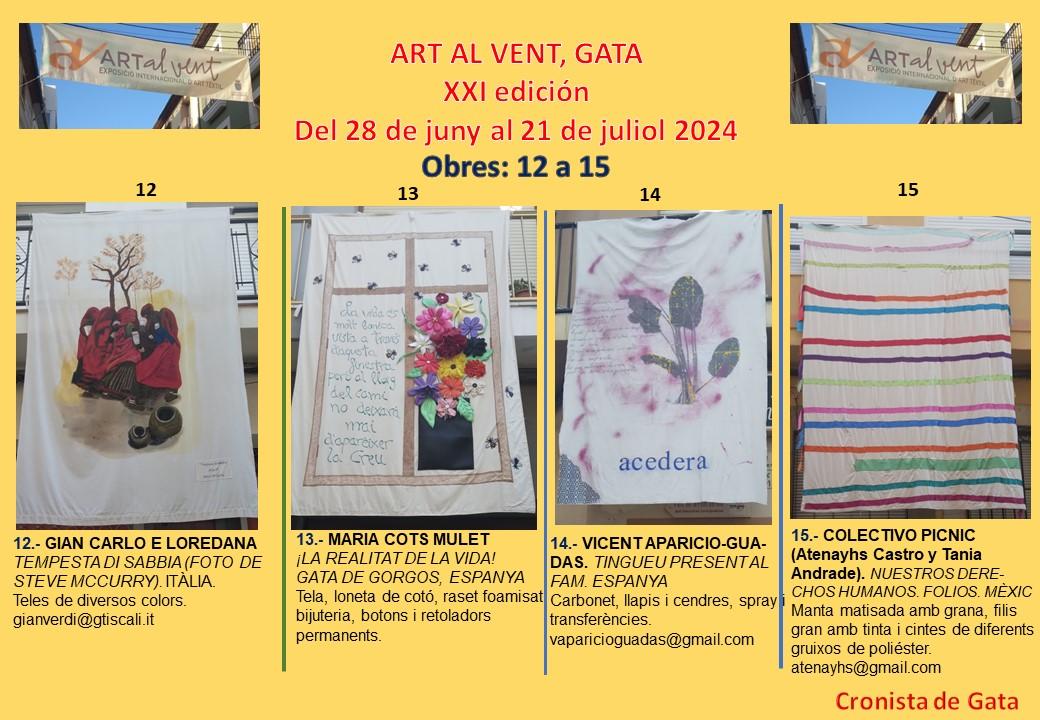 ARTal vent
EXPOSICIÓ INTERNACIONAL D'ART TÈXTIL
ARTal vent
EXPOSICIÓ INTERNACIONAL D'ART TÈXTIL
ART AL VENT, GATA
XXI edición
Del 28 de juny al 21 de juliol 2024
Obres: 12 a 15
12
13
14
15
La vida és
molt bonica
vista a través
d'aquesta
finestra
però al llarg
del camí
no deixarà
mai
d'aparèixer
la Creu
acedera
12.- GIAN CARLO E LOREDANA
TEMPESTA DI SABBIA (FOTO DE
STEVE MCCURRY). ITÀLIA.
Teles de diversos colors.
gianverdi@gtiscali.it
13.- MARIA COTS MULET
¡LA REALITAT DE LA VIDA!
GATA DE GORGOS, ESPANYA
Tela, loneta de cotó, raset foamisat
bijuteria, botons i retoladors
permanents.
14.- VICENT APARICIO-GUA-
DAS. TINGUEU PRESENT AL
FAM. ESPANYA
Carbonet, llapis i cendres, spray i
transferències.
vaparicioguadas@gmail.com
15.- COLECTIVO PICNIC
(Atenayhs Castro y Tania
Andrade). NUESTROS DERE-
CHOS HUMANOS. FOLIOS. MÈXIC
Manta matisada amb grana, filis
gran amb tinta i cintes de diferents
gruixos de poliéster.
atenayhs@gmail.com
Cronista de Gata